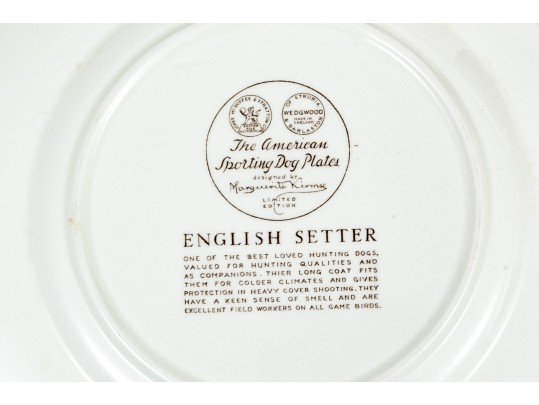 OF ETRURIA
WEDGWOOD
MADE IN
ENGLAND
& BARLASTON
The American
Sporting Dog Plates
designed by
Marguerite Kirmse
LIMITED
EDITION
ENGLISH SETTER
ONE OF THE BEST LOVED HUNTING DOGS,
VALUED FOR HUNTING QUALITIES AND
AS COMPANIONS. THIER LONG COAT FITS
THEM FOR COLDER CLIMATES AND GIVES
PROTECTION IN HEAVY COVER SHOOTING. THEY
HAVE A KEEN SENSE OF SMELL AND ARE
EXCELLENT FIELD WORKERS ON ALL GAME BIRDS.